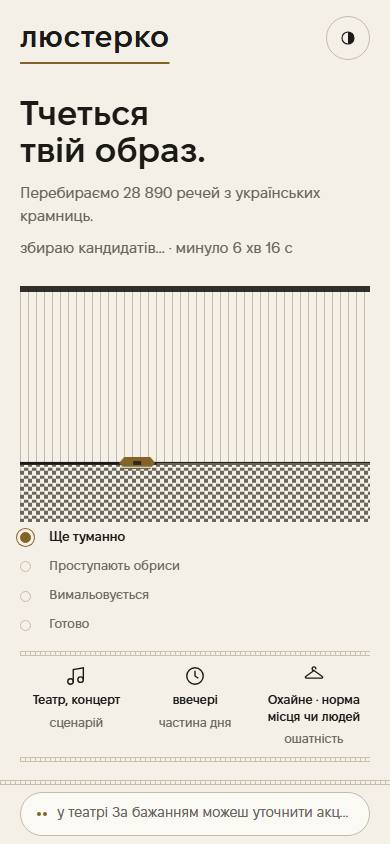 люстерко
Тчеться
твій образ.
Перебираємо 28 890 речей з українських
крамниць.
збираю кандидатів... · минуло 6 хв 16 с
Ще туманно
Проступають обриси
Вимальовується
Готово
Театр, концерт
сценарій
ввечері
частина дня
Охайне · норма
місця чи людей
ошатність
у театрі За бажанням можеш уточнити акц...